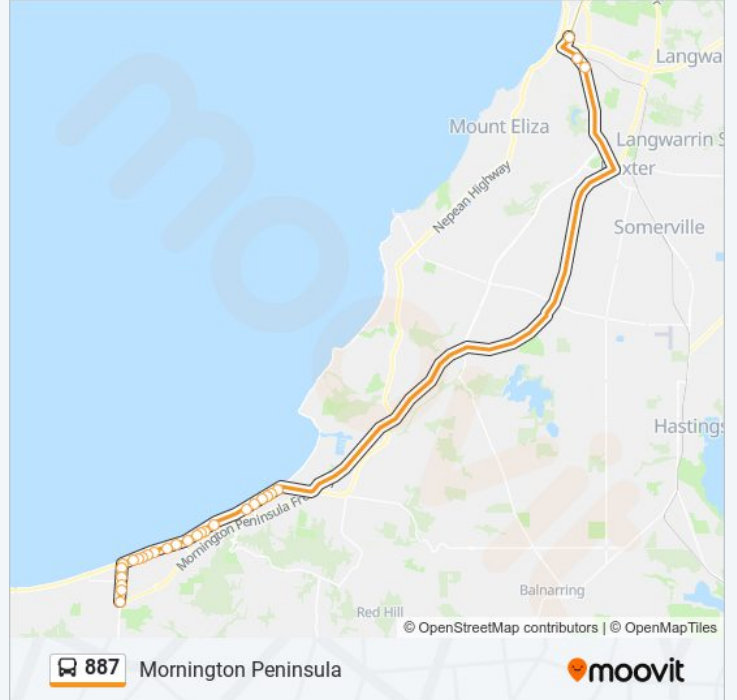 Langwa
Mount Eliza
Langwarrin S
xter
Nepean Highway
Somerville
Hastings
Mornington Peninsula Fr
Balnarring
Red Hill
© OpenStreetMap contributors | © OpenMapTiles
887 Mornington Peninsula
moovit